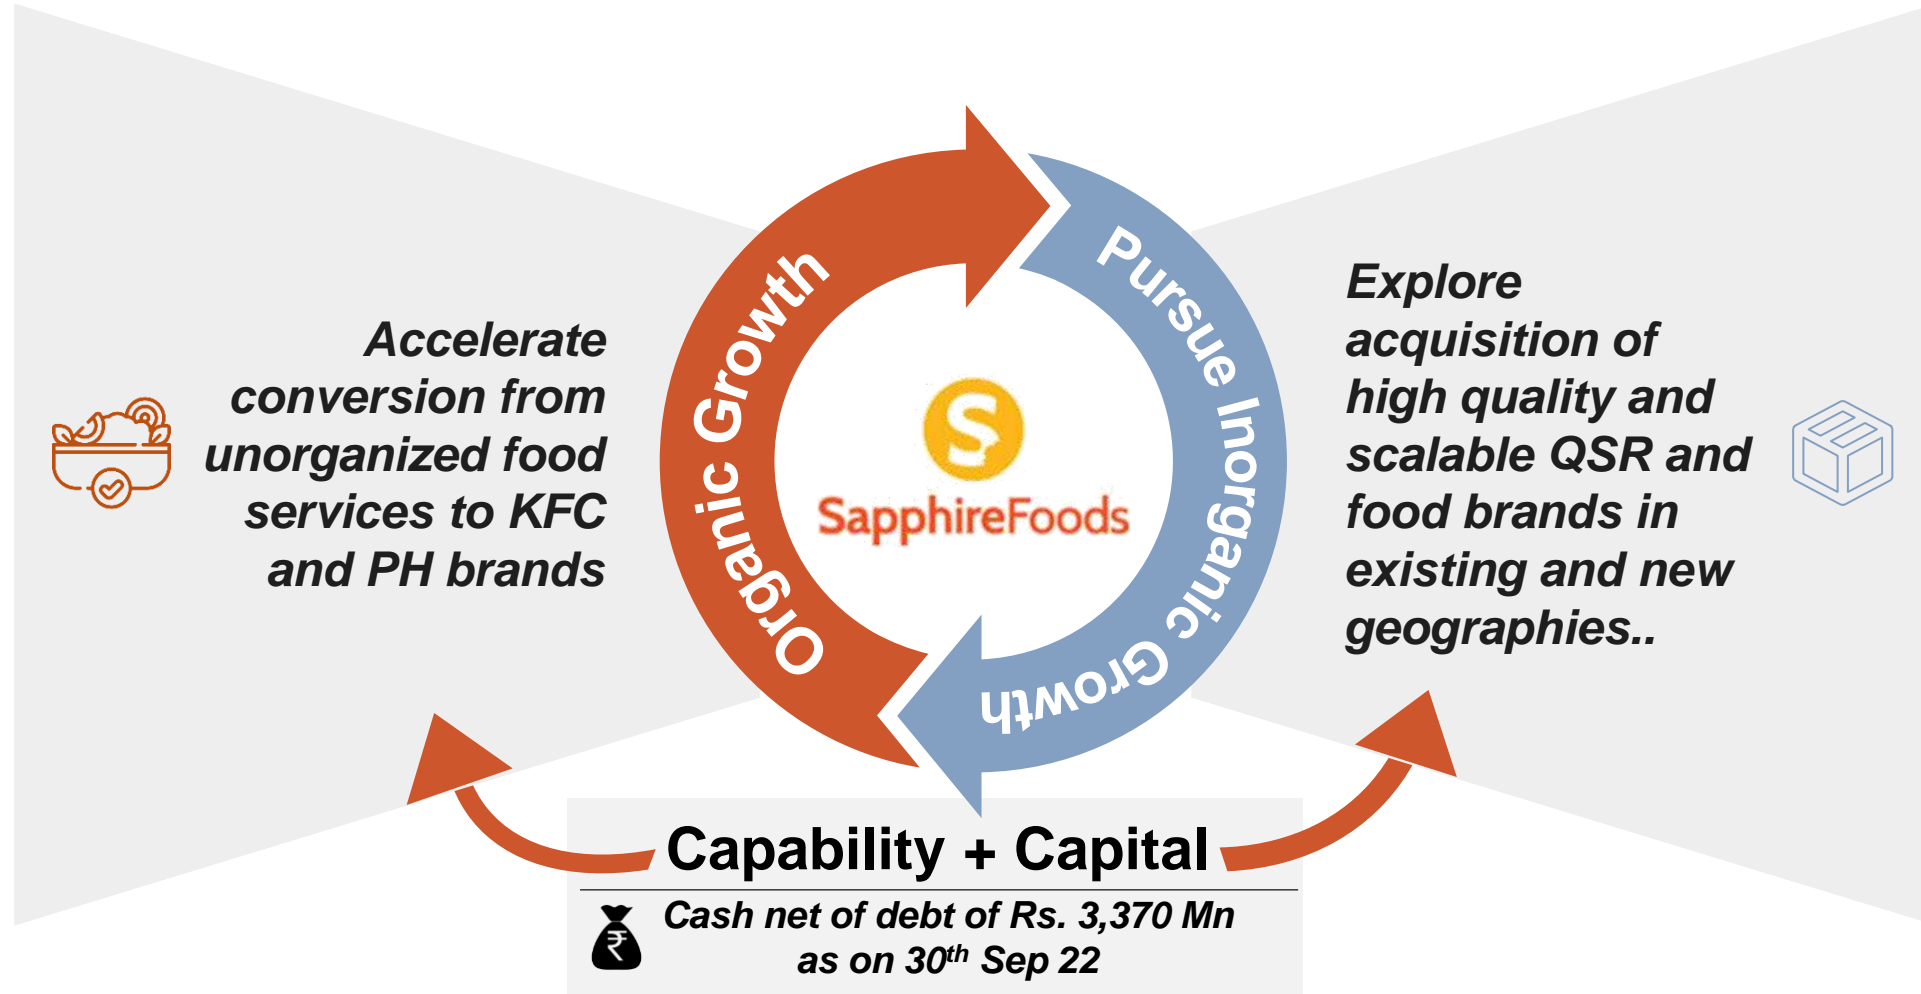 Accelerate
conversion from
unorganized food
services to KFC
and PH brands
Organic Growth
SapphireFoods
Pursue Inorganic Growth
Explore
acquisition of
high quality and
scalable QSR and
food brands in
existing and new
geographies..
Capability + Capital
₹
Cash net of debt of Rs. 3,370 Mn
as on 30th Sep 22